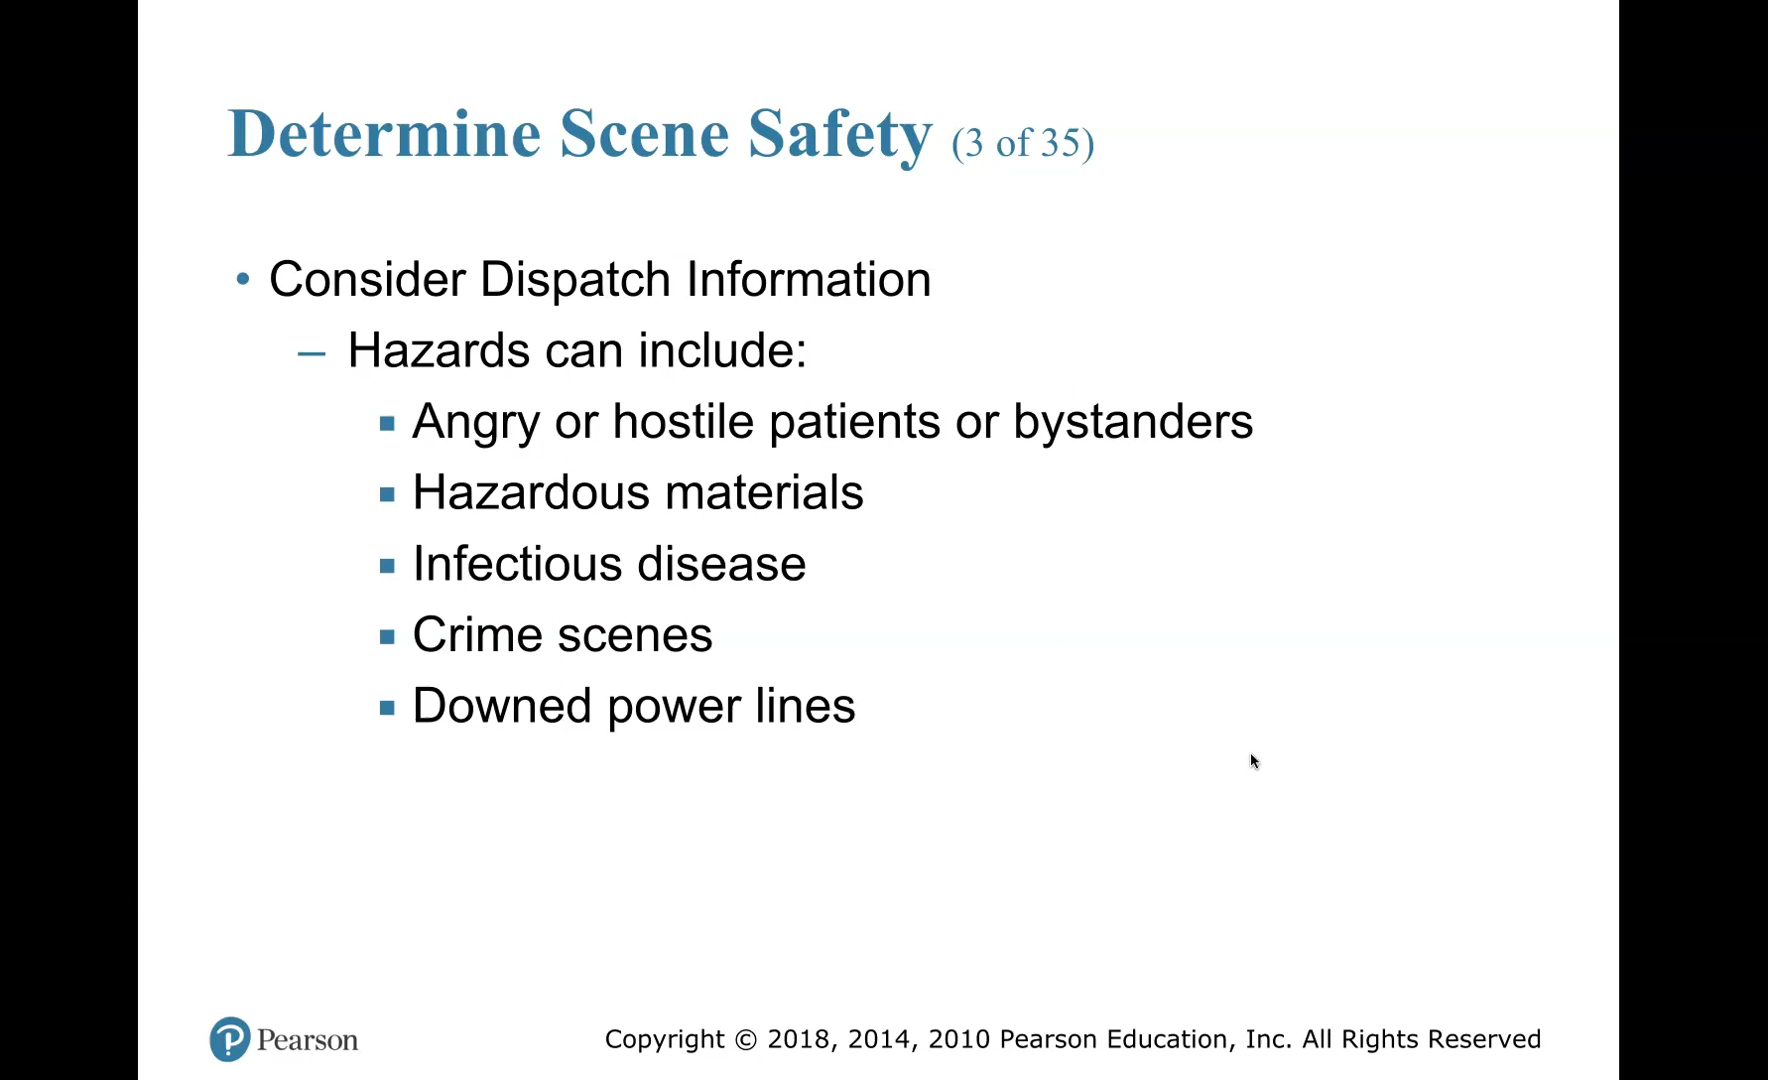 Determine Scene Safety (3 of 35)
• Consider Dispatch Information
– Hazards can include:
▪ Angry or hostile patients or bystanders
▪ Hazardous materials
▪ Infectious disease
▪ Crime scenes
▪ Downed power lines
Pearson
Copyright © 2018, 2014, 2010 Pearson Education, Inc. All Rights Reserved